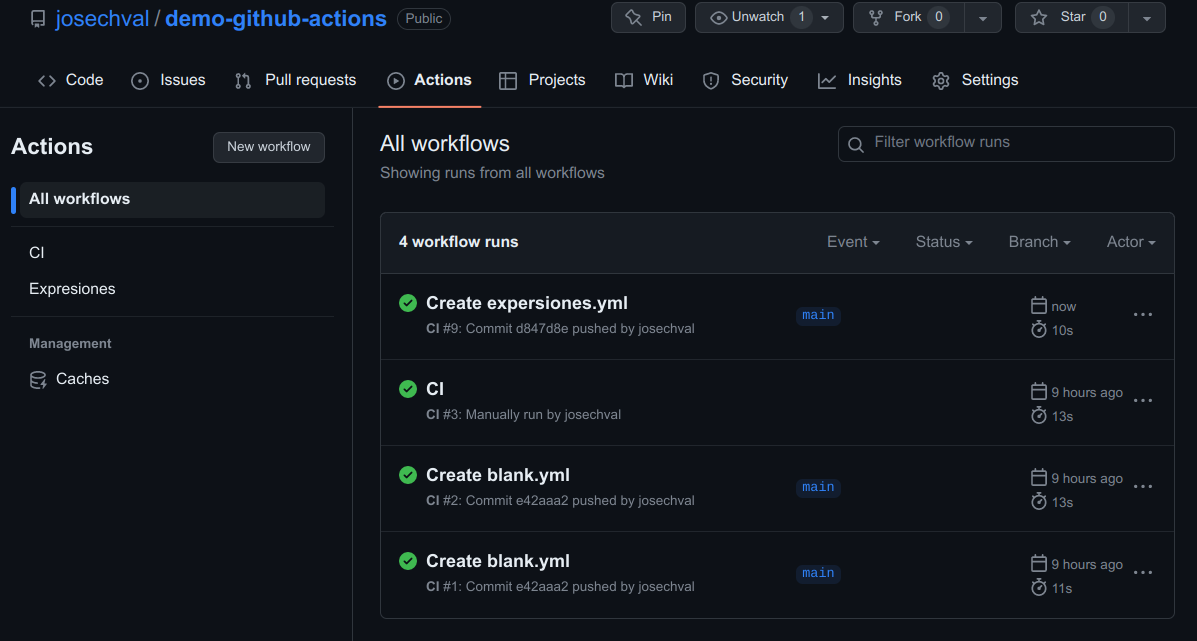 josechval / demo-github-actions Public Pin Unwatch 1 Fork 0 Star 0
Code Issues Pull requests Actions Projects Wiki Security Insights Settings
Actions New workflow
All workflows
CI
Expresiones
Management
Caches
All workflows
Filter workflow runs
Showing runs from all workflows
4 workflow runs Event Status Branch Actor
Create expersiones.yml
CI #9: Commit d847d8e pushed by josechval
main
now
10s
CI
CI #3: Manually run by josechval
9 hours ago
13s
Create blank.yml
CI #2: Commit e42aaa2 pushed by josechval
main
9 hours ago
13s
Create blank.yml
CI #1: Commit e42aaa2 pushed by josechval
main
9 hours ago
11s